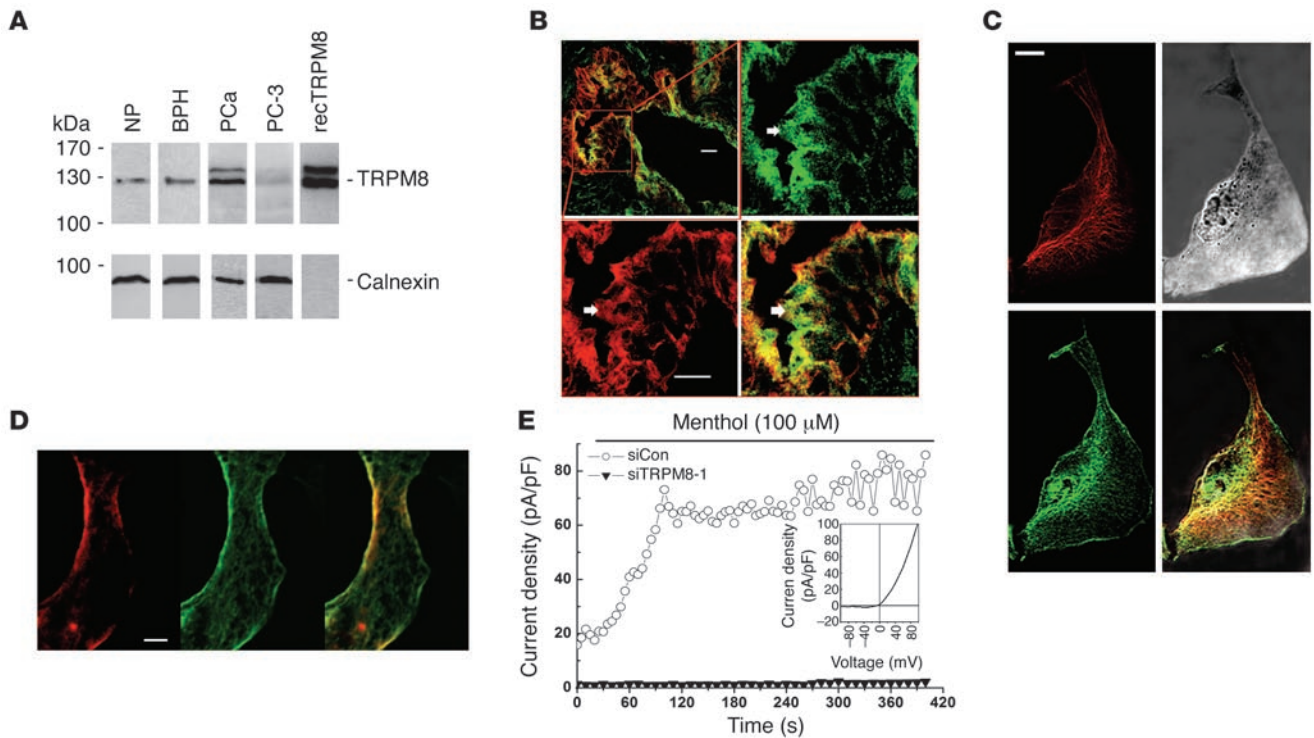 A
NP
BPH
PCa
PC-3
recTRPM8
kDa
170 -
130 -
100 -
- TRPM8
100 -
- Calnexin
B
C
D
E
Menthol (100 μM)
siCon
siTRPM8-1
Current density (pA/pF)
80
60
40
20
0
0 60 120 180 240 300 360 420
Time (s)
Curren density
(pA/pF)
100
80
60
40
20
0
−20
−80
−40
0
40
80
Voltage (mV)